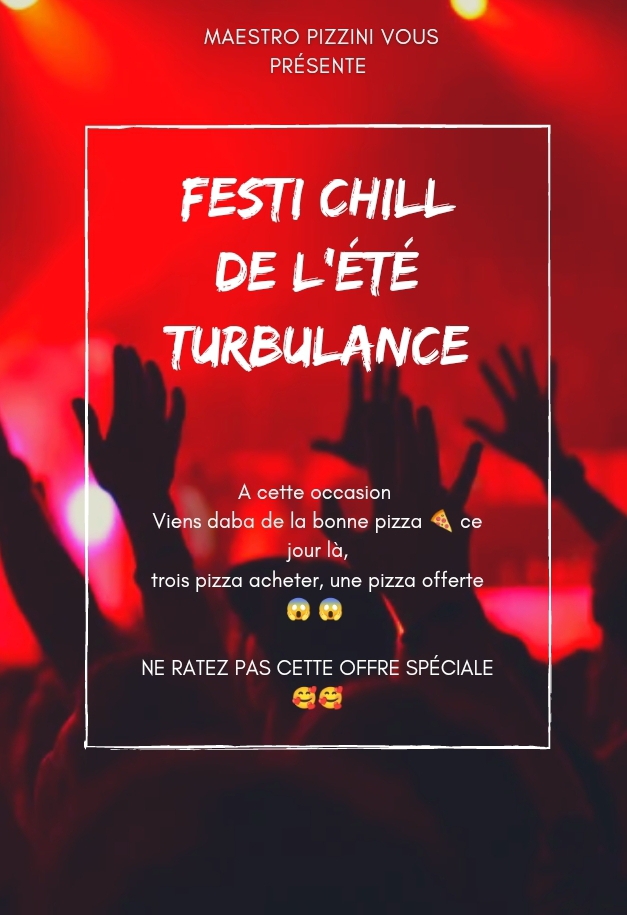 MAESTRO PIZZINI VOUS
PRÉSENTE
FESTI CHILL
DE L'ÉTÉ
TURBULANCE
A cette occasion
Viens daba de la bonne pizza 🍕 ce
jour là,
trois pizza acheter, une pizza offerte
😱 😱
NE RATEZ PAS CETTE OFFRE SPÉCIALE
🥰🥰